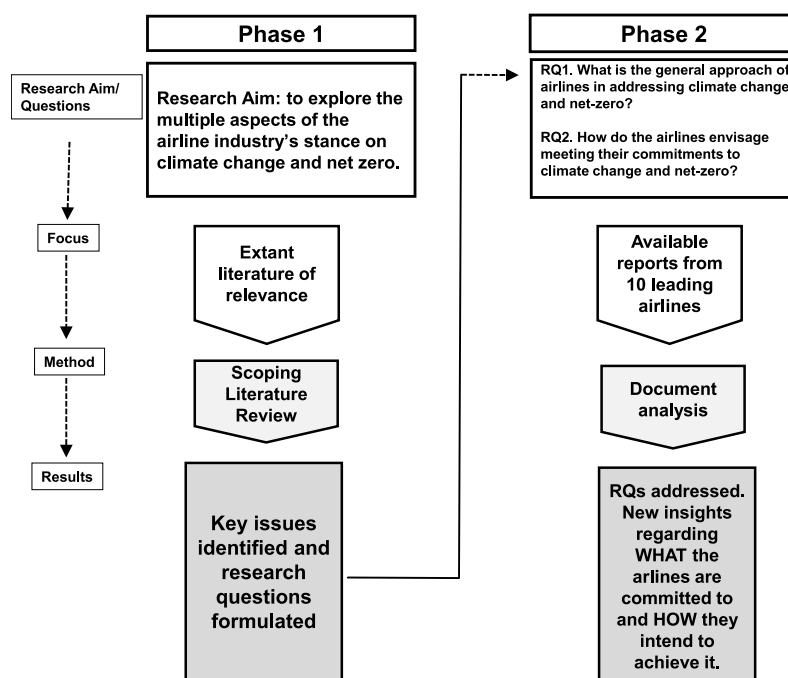 Phase 1
Phase 2
Research Aim/
Questions
Research Aim: to explore the
multiple aspects of the
airline industry's stance on
climate change and net zero.
RQ1. What is the general approach of
airlines in addressing climate change
and net-zero?
RQ2. How do the airlines envisage
meeting their commitments to
climate change and net-zero?
Focus
Extant
literature of
relevance
Available
reports from
10 leading
airlines
Method
Scoping
Literature
Review
Document
analysis
Results
Key issues
identified and
research
questions
formulated
RQs addressed.
New insights
regarding
WHAT the
arlines are
committed to
and HOW they
intend to
achieve it.